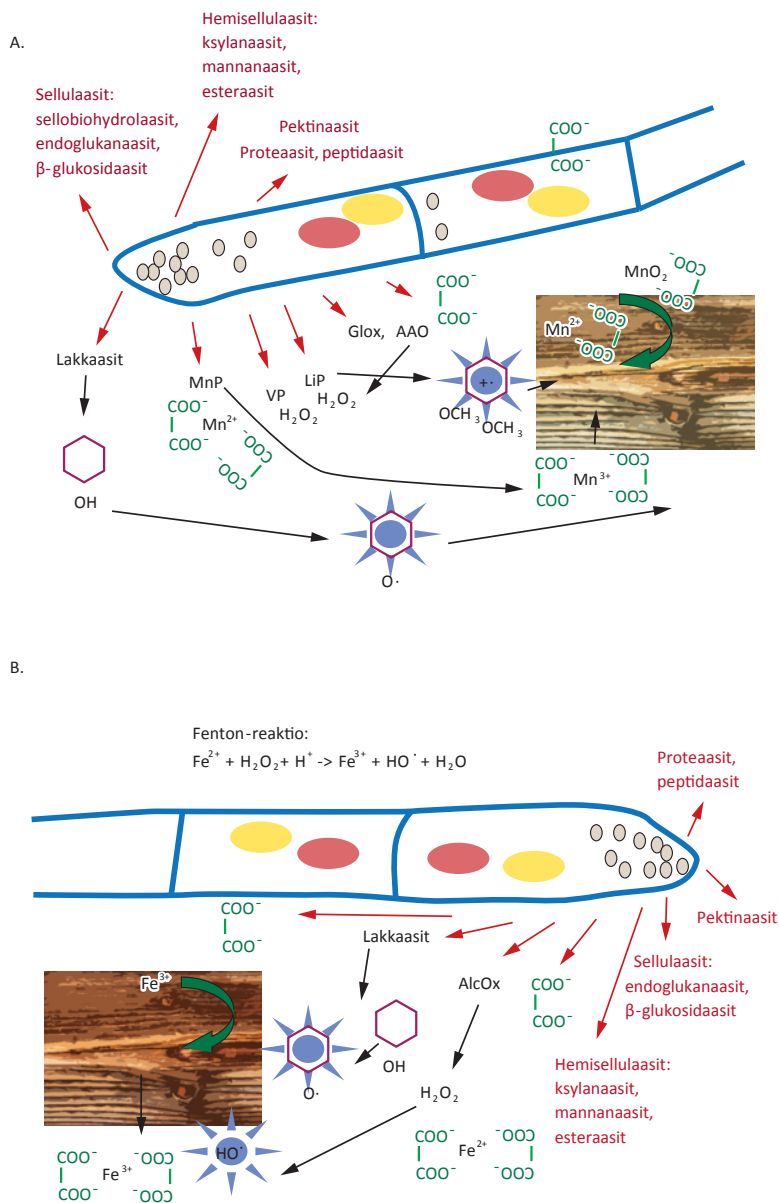 A.
Hemisellulaasit:
ksylanaasit,
mannanaasit,
esteraasit
Sellulaasit:
sellobiohydrolaasit,
endoglukanaasit,
β-glukosidaasit
Pektinaasit
Proteaasit, peptidaasit
COO⁻
COO⁻
COO⁻
COO⁻
MnO₂
COO⁻
COO⁻
Mn²⁺
COO⁻
COO⁻
Glox, AAO
Lakkaasit
MnP
COO⁻
COO⁻
Mn²⁺
COO⁻
COO⁻
VP
H₂O₂
LiP
H₂O₂
+·
OCH₃
OCH₃
OH
COO⁻
COO⁻
Mn³⁺
COO⁻
COO⁻
O·
B.
Fenton-reaktio:
Fe²⁺ + H₂O₂+ H⁺ -> Fe³⁺ + HO· + H₂O
Proteaasit,
peptidaasit
Pektinaasit
COO⁻
COO⁻
Lakkaasit
Sellulaasit:
endoglukanaasit,
β-glukosidaasit
Fe³⁺
AlcOx
COO⁻
COO⁻
OH
O·
H₂O₂
Hemisellulaasit:
ksylanaasit,
mannanaasit,
esteraasit
COO⁻
COO⁻
Fe³⁺
COO⁻
COO⁻
HO·
COO⁻
COO⁻
Fe²⁺
COO⁻
COO⁻